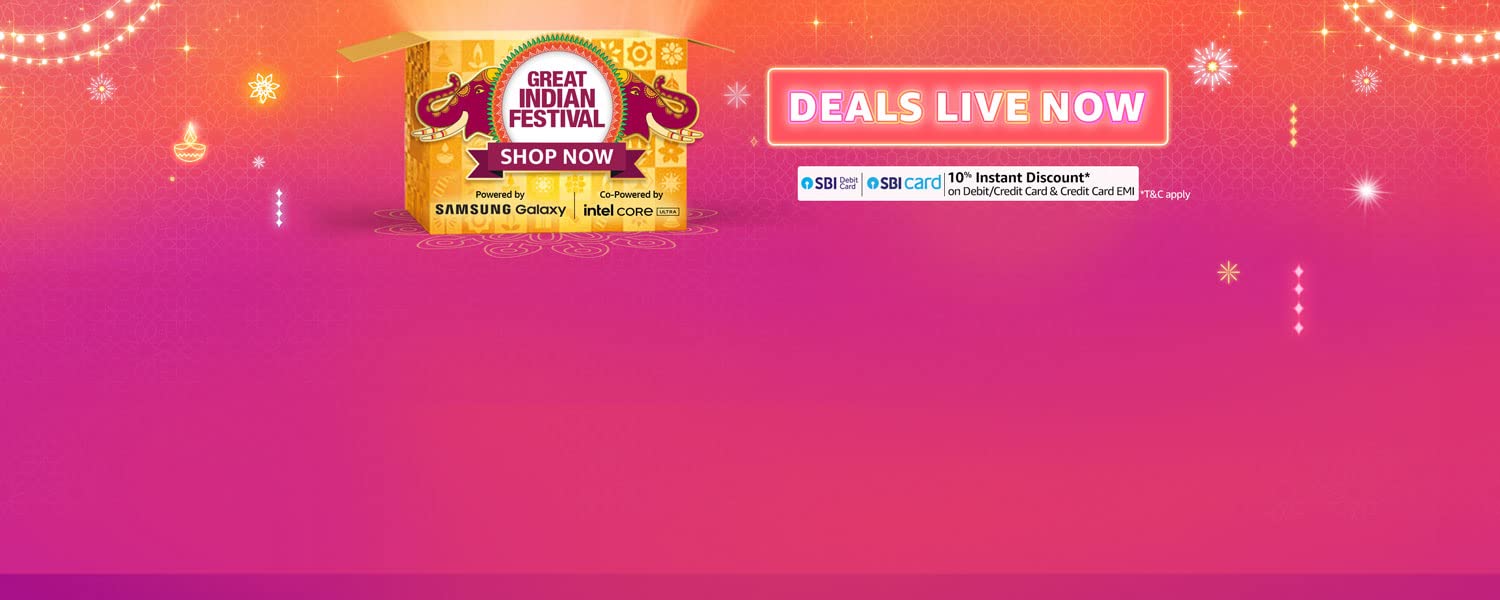 GREAT
INDIAN
FESTIVAL
SHOP NOW
Powered by
SAMSUNG Galaxy
Co-Powered by
intel CORE ULTRA
DEALS LIVE NOW
SBI Debit Card
SBI card
10% Instant Discount*
on Debit/Credit Card & Credit Card EMI
*T&C apply